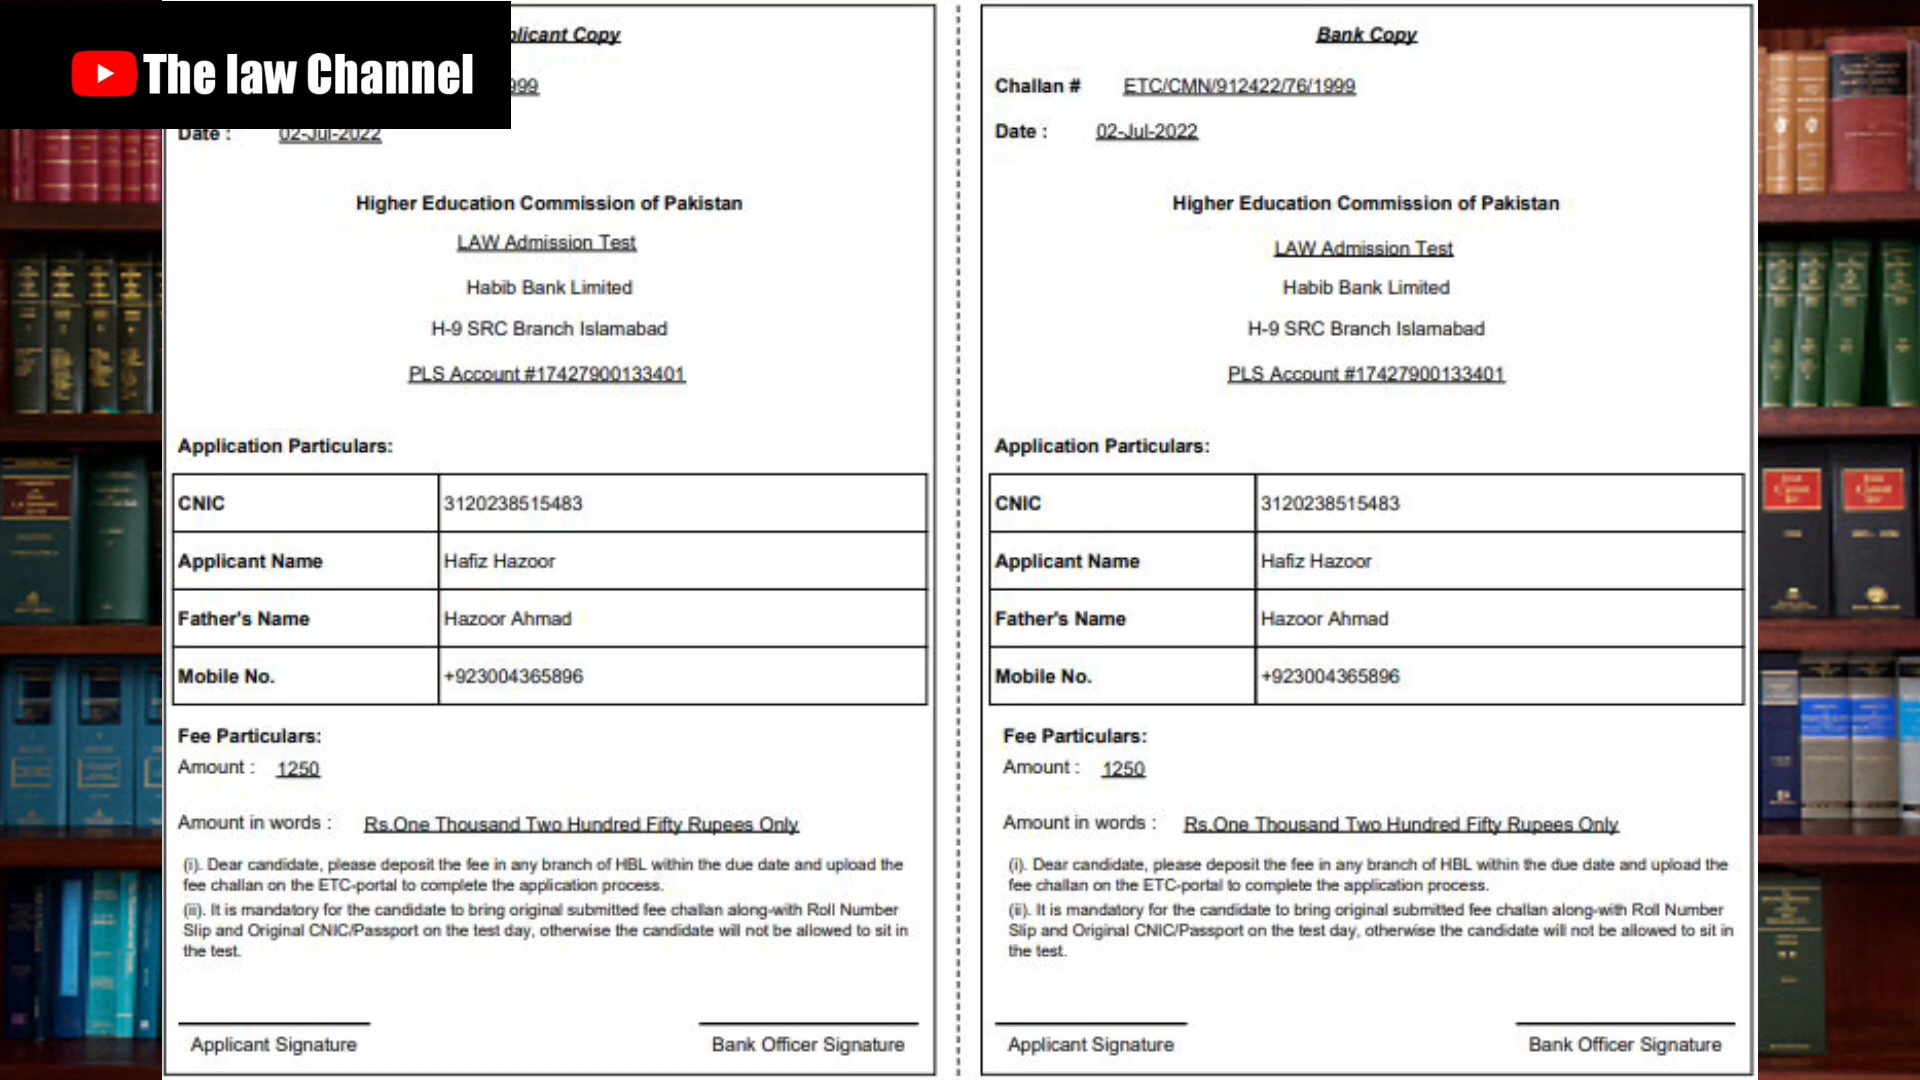 The law Channel
plicant Copy
999
Date : 02-Jul-2022
Higher Education Commission of Pakistan
LAW Admission Test
Habib Bank Limited
H-9 SRC Branch Islamabad
PLS Account #17427900133401
Application Particulars:
CNIC 3120238515483
Applicant Name Hafiz Hazoor
Father's Name Hazoor Ahmad
Mobile No. +923004365896
Fee Particulars:
Amount : 1250
Amount in words : Rs.One Thousand Two Hundred Fifty Rupees Only
(i). Dear candidate, please deposit the fee in any branch of HBL within the due date and upload the
fee challan on the ETC-portal to complete the application process.
(ii). It is mandatory for the candidate to bring original submitted fee challan along-with Roll Number
Slip and Original CNIC/Passport on the test day, otherwise the candidate will not be allowed to sit in
the test.
Applicant Signature Bank Officer Signature
Bank Copy
Challan # ETC/CMN/912422/76/1999
Date : 02-Jul-2022
Higher Education Commission of Pakistan
LAW Admission Test
Habib Bank Limited
H-9 SRC Branch Islamabad
PLS Account #17427900133401
Application Particulars:
CNIC 3120238515483
Applicant Name Hafiz Hazoor
Father's Name Hazoor Ahmad
Mobile No. +923004365896
Fee Particulars:
Amount : 1250
Amount in words : Rs.One Thousand Two Hundred Fifty Rupees Only
(i). Dear candidate, please deposit the fee in any branch of HBL within the due date and upload the
fee challan on the ETC-portal to complete the application process.
(ii). It is mandatory for the candidate to bring original submitted fee challan along-with Roll Number
Slip and Original CNIC/Passport on the test day, otherwise the candidate will not be allowed to sit in
the test.
Applicant Signature Bank Officer Signature